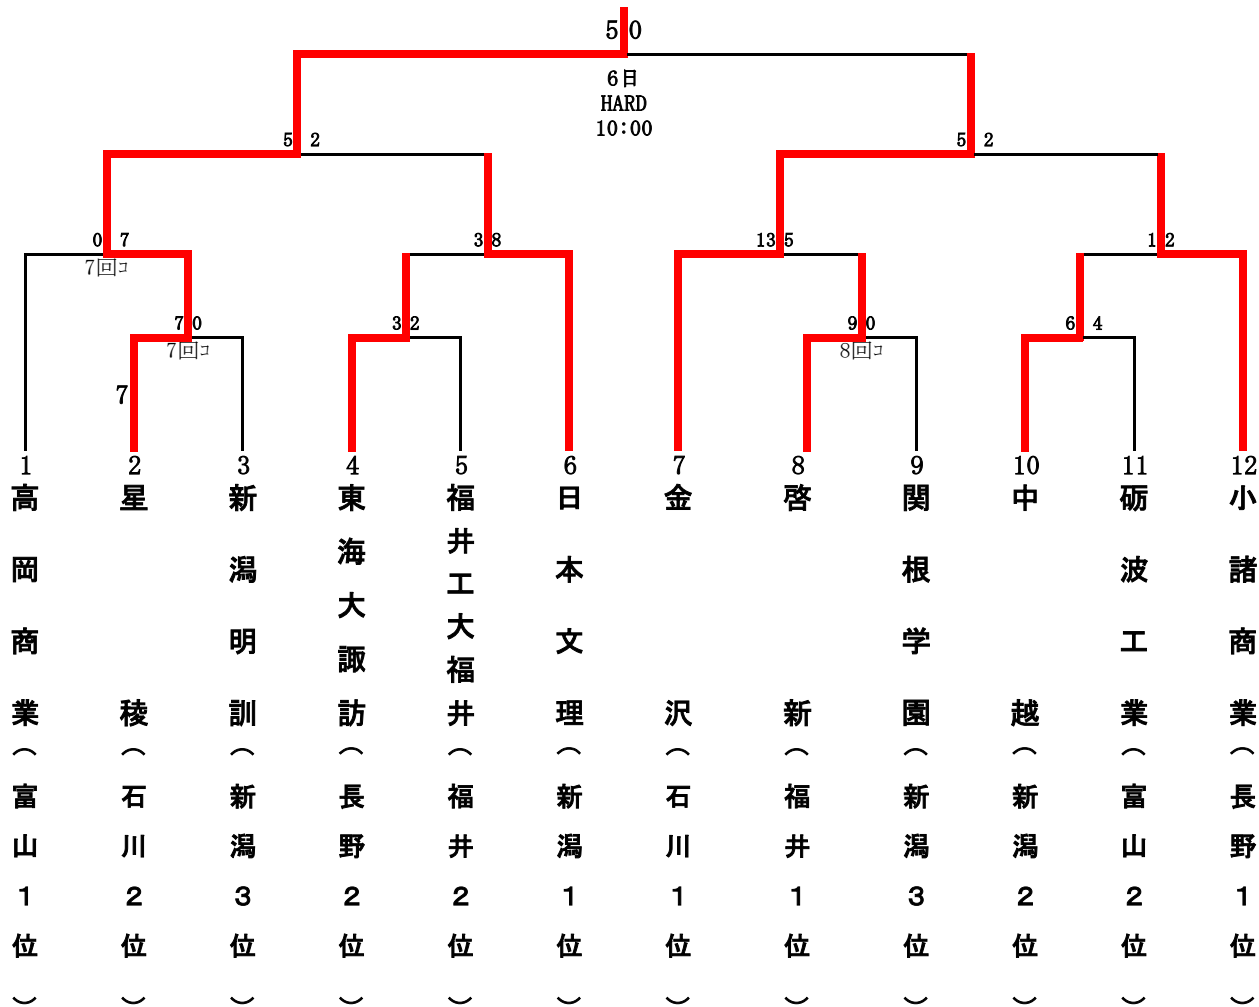 5 0
6日
HARD
10:00
5 2
5 2
0 7
7回コ
3 8
13 5
1 2
7 0
7回コ
3 2
9 0
8回コ
6 4
7
1
高岡商業(富山1位)
2
星稜(石川2位)
3
新潟明訓(新潟3位)
4
東海大諏訪(長野2位)
5
福井工大福井(福井2位)
6
日本文理(新潟1位)
7
金沢(石川1位)
8
啓新(福井1位)
9
関根学園(新潟3位)
10
中越(新潟2位)
11
砺波工業(富山2位)
12
小諸商業(長野1位)